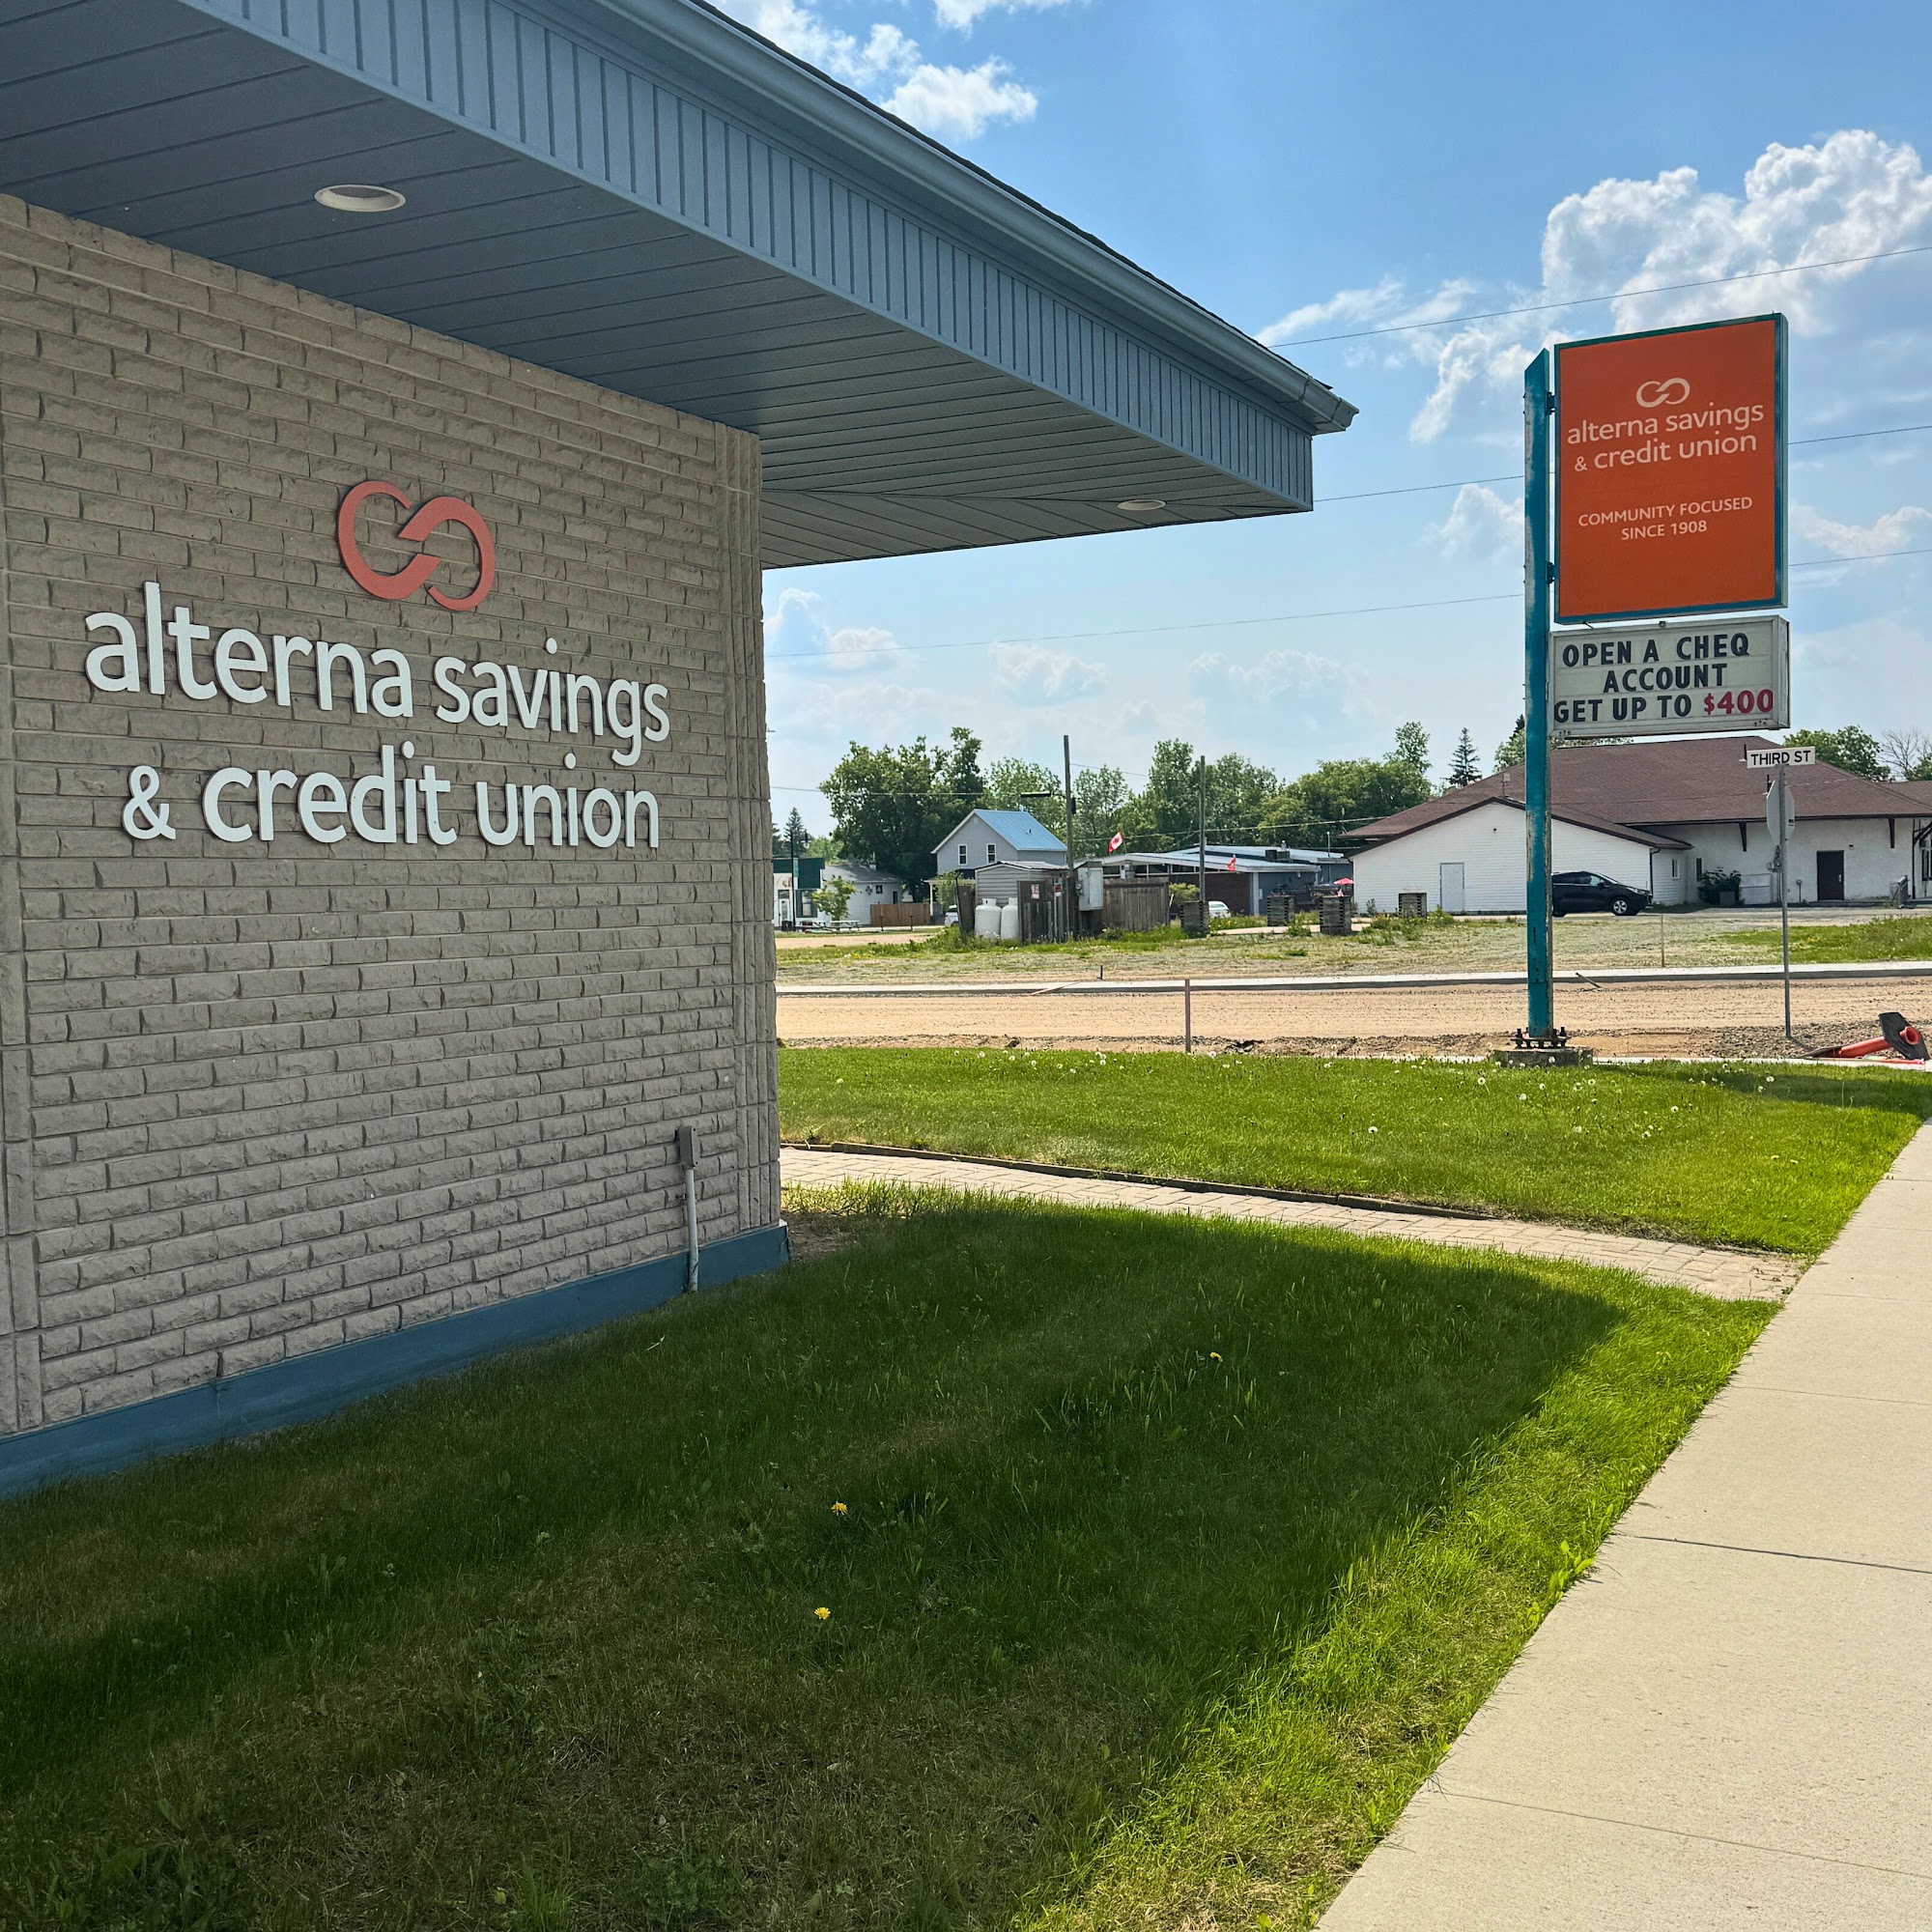 alterna savings
& credit union
alterna savings
& credit union
COMMUNITY FOCUSED
SINCE 1908
OPEN A CHEQ
ACCOUNT
GET UP TO $400
THIRD ST